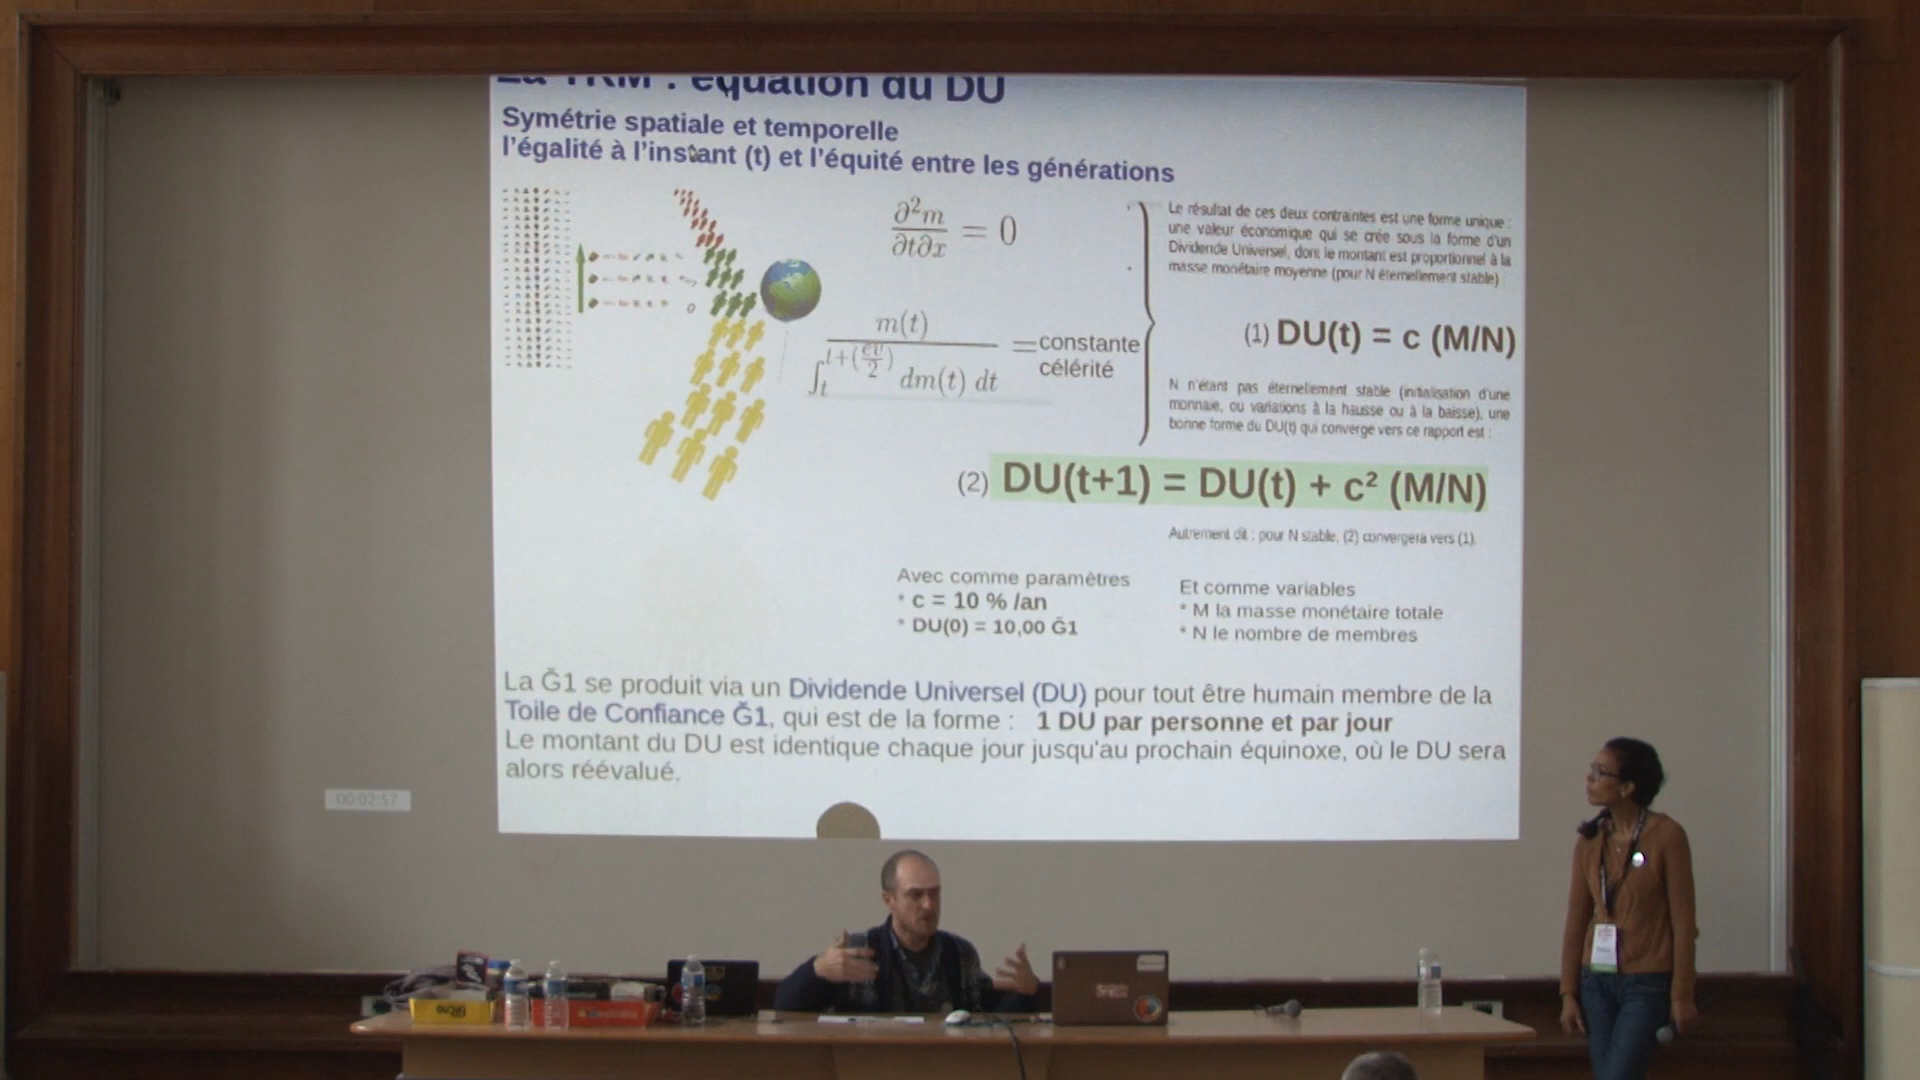 La TRM : équation du DU
Symétrie spatiale et temporelle
l'égalité à l'instant (t) et l'équité entre les générations
∂²m
∂t∂x
= 0
m(t)
∫ t t+(ev/2) dm(t) dt
= constante
célérité
Le résultat de ces deux contraintes est une forme unique :
une valeur économique qui se crée sous la forme d'un
Dividende Universel, dont le montant est proportionnel à la
masse monétaire moyenne (pour N éternellement stable)
(1) DU(t) = c (M/N)
N n'étant pas éternellement stable (initialisation d'une
monnaie, ou variations à la hausse ou à la baisse), une
bonne forme du DU(t) qui converge vers ce rapport est :
(2) DU(t+1) = DU(t) + c² (M/N)
Autrement dit : pour N stable, (2) convergera vers (1).
Avec comme paramètres
* c = 10 % /an
* DU(0) = 10,00 Ğ1
Et comme variables
* M la masse monétaire totale
* N le nombre de membres
La Ğ1 se produit via un Dividende Universel (DU) pour tout être humain membre de la
Toile de Confiance Ğ1, qui est de la forme : 1 DU par personne et par jour
Le montant du DU est identique chaque jour jusqu'au prochain équinoxe, où le DU sera
alors réévalué.
00:02:57